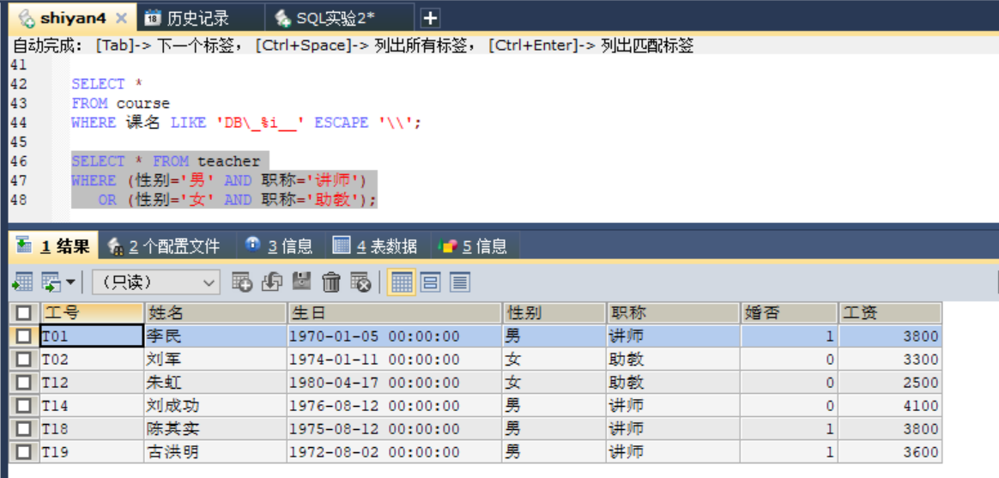 shiyan4 历史记录 SQL实验2*
自动完成: [Tab]-> 下一个标签, [Ctrl+Space]-> 列出所有标签, [Ctrl+Enter]-> 列出匹配标签
41
42 SELECT *
43 FROM course
44 WHERE 课名 LIKE 'DB\_%i__' ESCAPE '\\';
45
46 SELECT * FROM teacher
47 WHERE (性别='男' AND 职称='讲师')
48 OR (性别='女' AND 职称='助教');
1 结果 2 个配置文件 3 信息 4 表数据 5 信息
(只读)
工号 姓名 生日 性别 职称 婚否 工资
T01 李民 1970-01-05 00:00:00 男 讲师 1 3800
T02 刘军 1974-01-11 00:00:00 女 助教 0 3300
T12 朱虹 1980-04-17 00:00:00 女 助教 0 2500
T14 刘成功 1976-08-12 00:00:00 男 讲师 0 4100
T18 陈其实 1975-08-12 00:00:00 男 讲师 1 3800
T19 古洪明 1972-08-02 00:00:00 男 讲师 1 3600